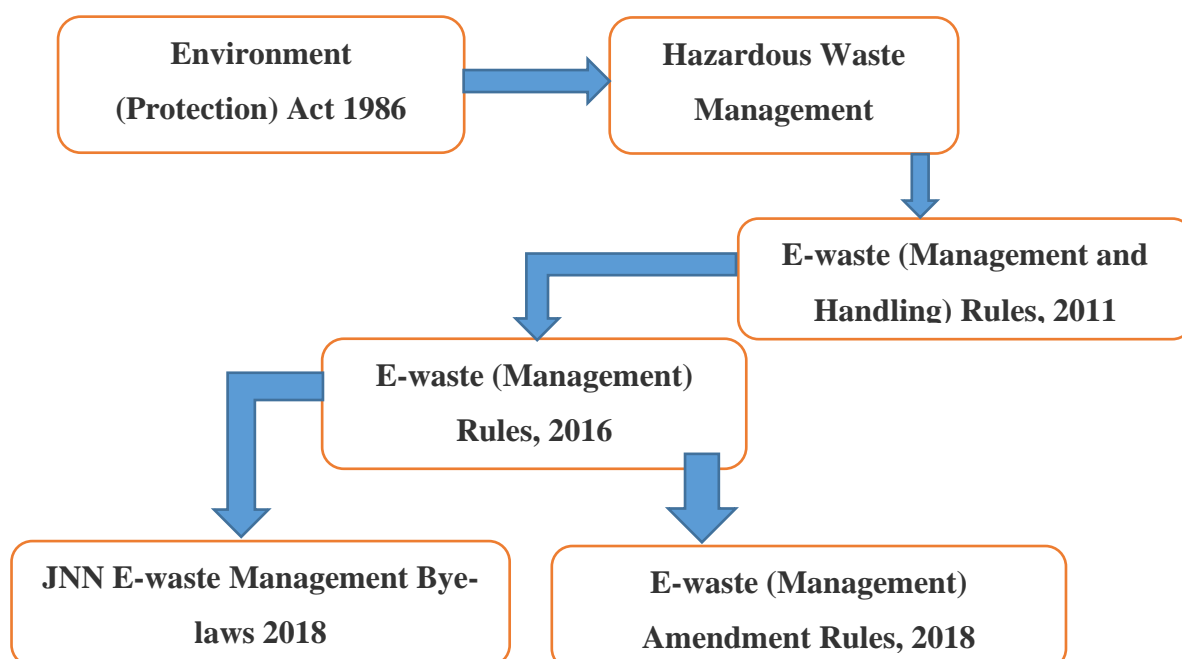 Environment
(Protection) Act 1986
Hazardous Waste
Management
E-waste (Management and
Handling) Rules, 2011
E-waste (Management)
Rules, 2016
JNN E-waste Management Bye-
laws 2018
E-waste (Management)
Amendment Rules, 2018